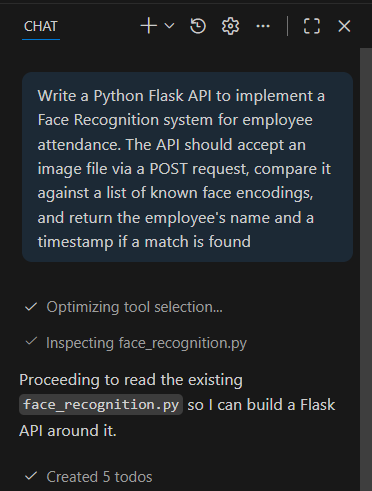 CHAT
Write a Python Flask API to implement a
Face Recognition system for employee
attendance. The API should accept an
image file via a POST request, compare it
against a list of known face encodings,
and return the employee's name and a
timestamp if a match is found
Optimizing tool selection...
Inspecting face_recognition.py
Proceeding to read the existing
face_recognition.py so I can build a Flask
API around it.
Created 5 todos